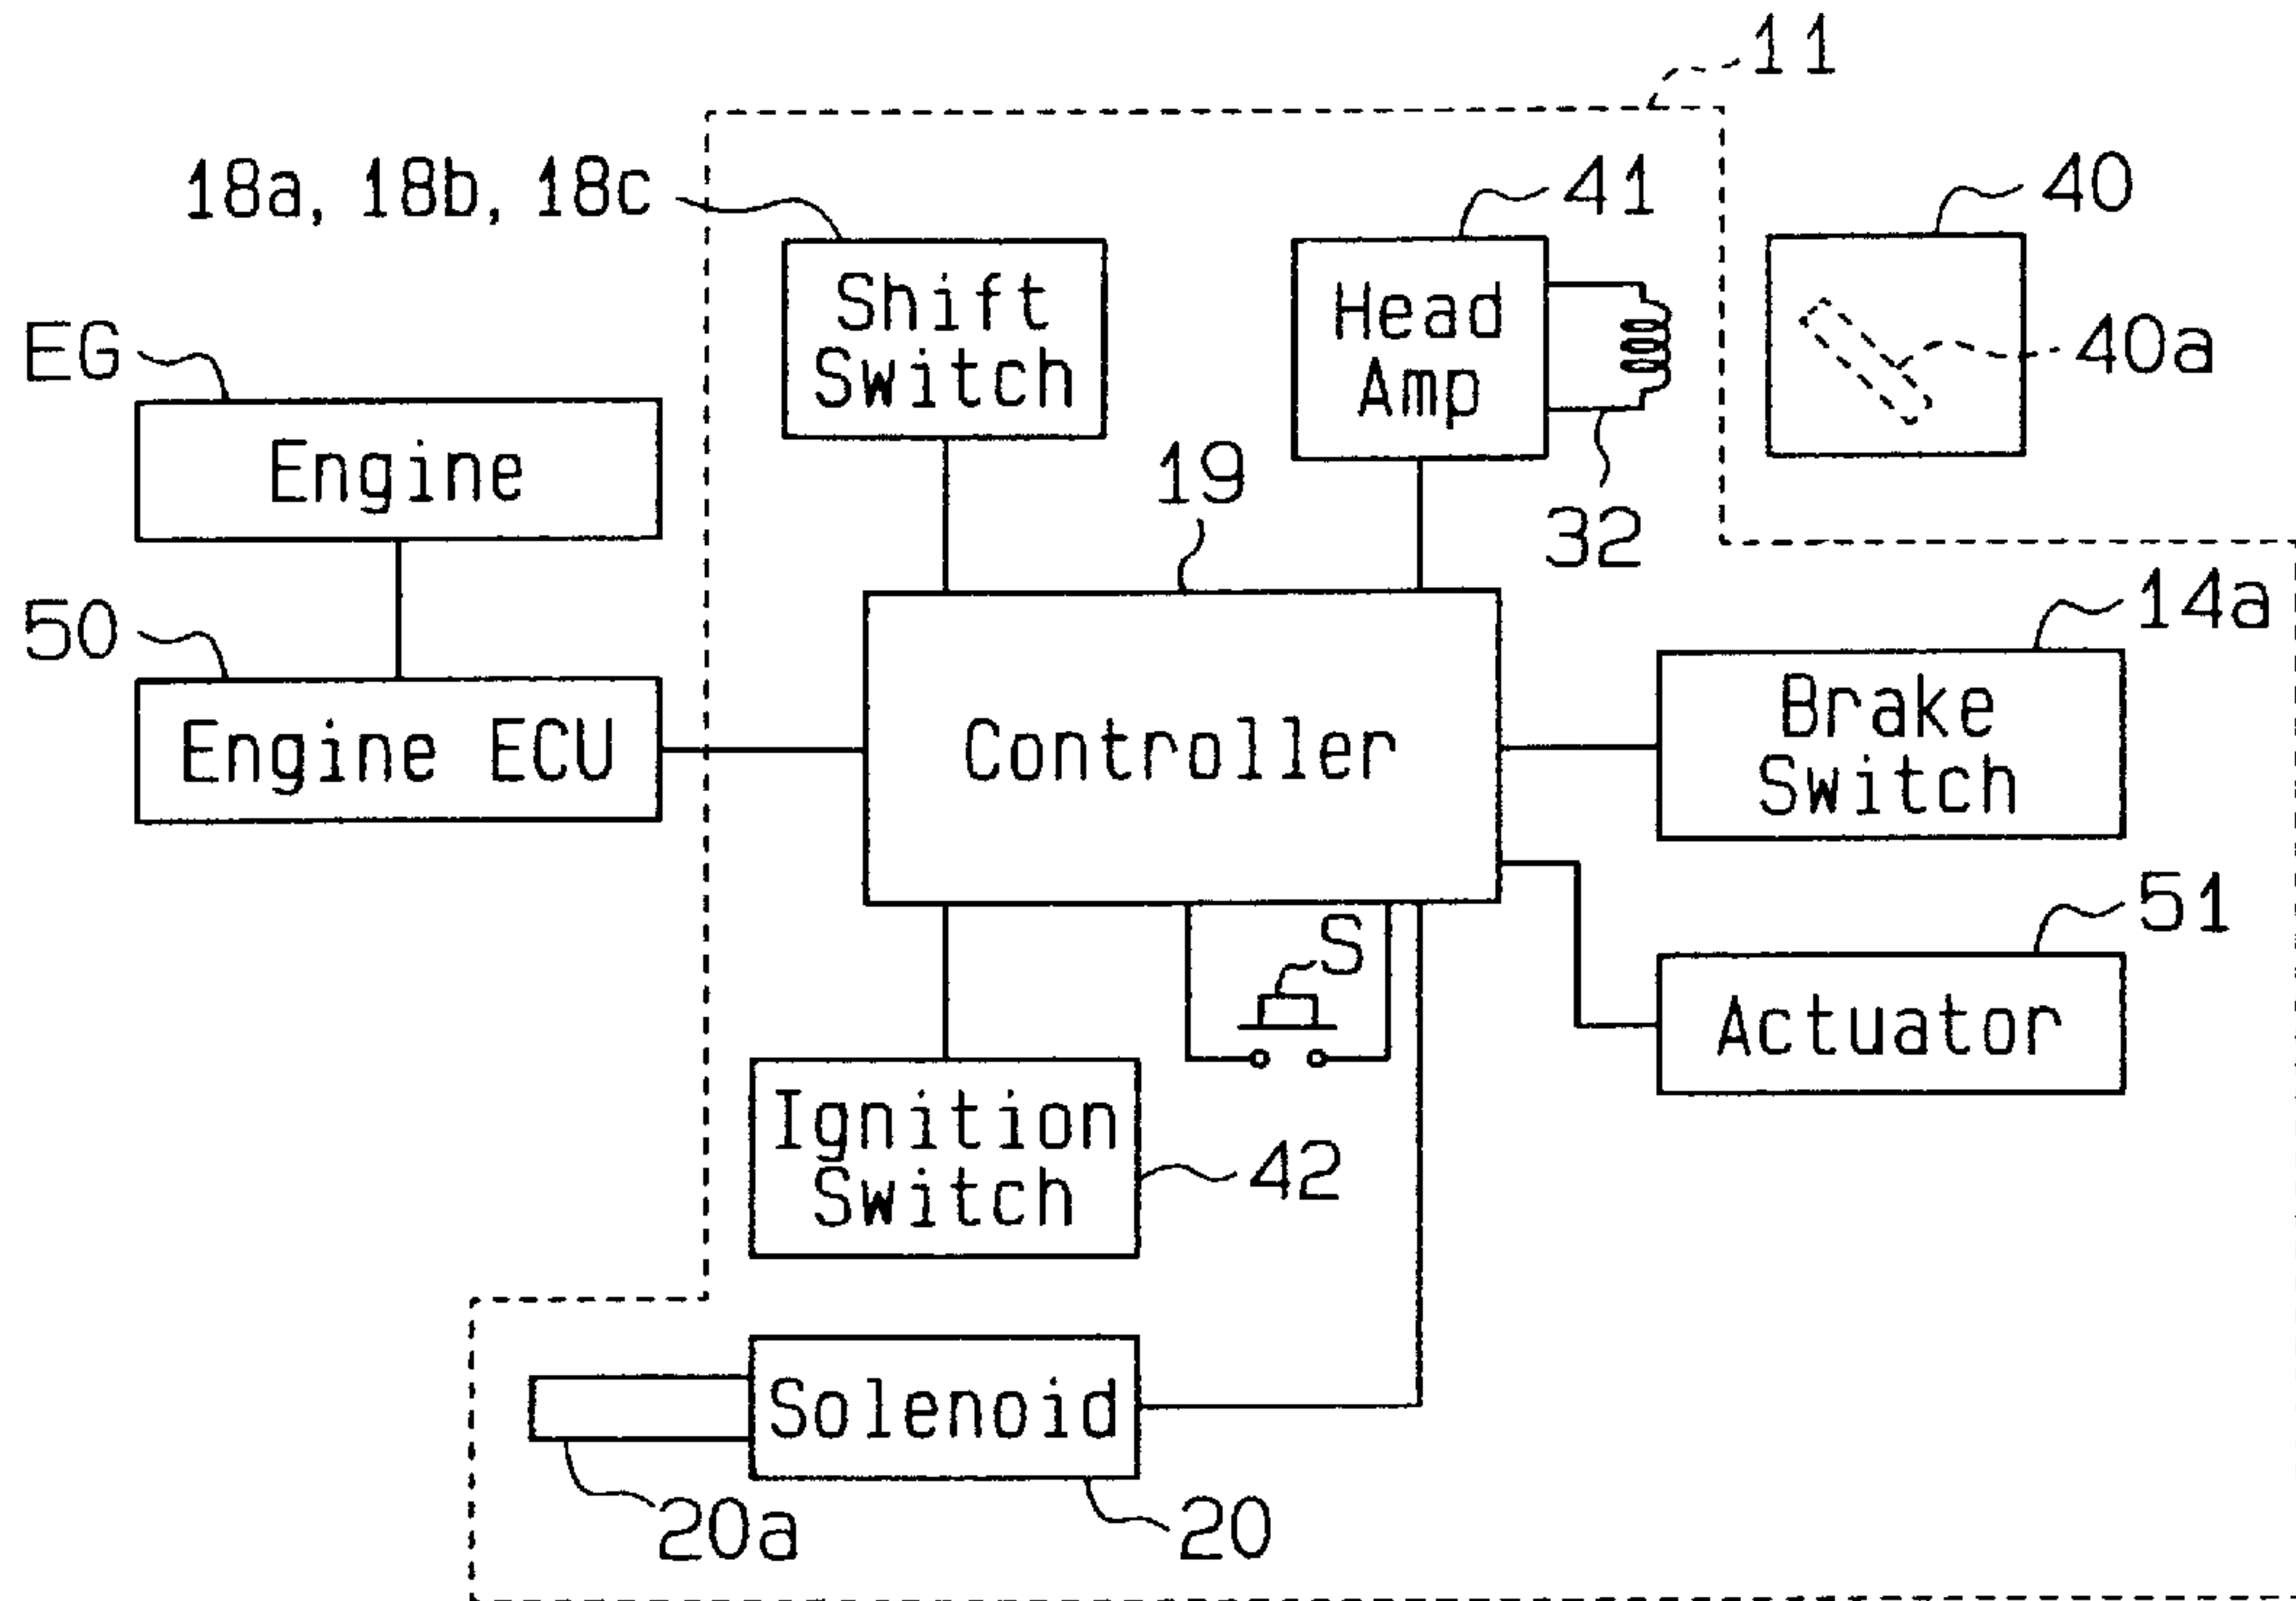 11
18a, 18b, 18c
41
40
Shift
Switch
Head
Amp
40a
EG
Engine
19
32
14a
50
Engine ECU
Controller
Brake
Switch
S
51
Actuator
Ignition
Switch
42
Solenoid
20a
20